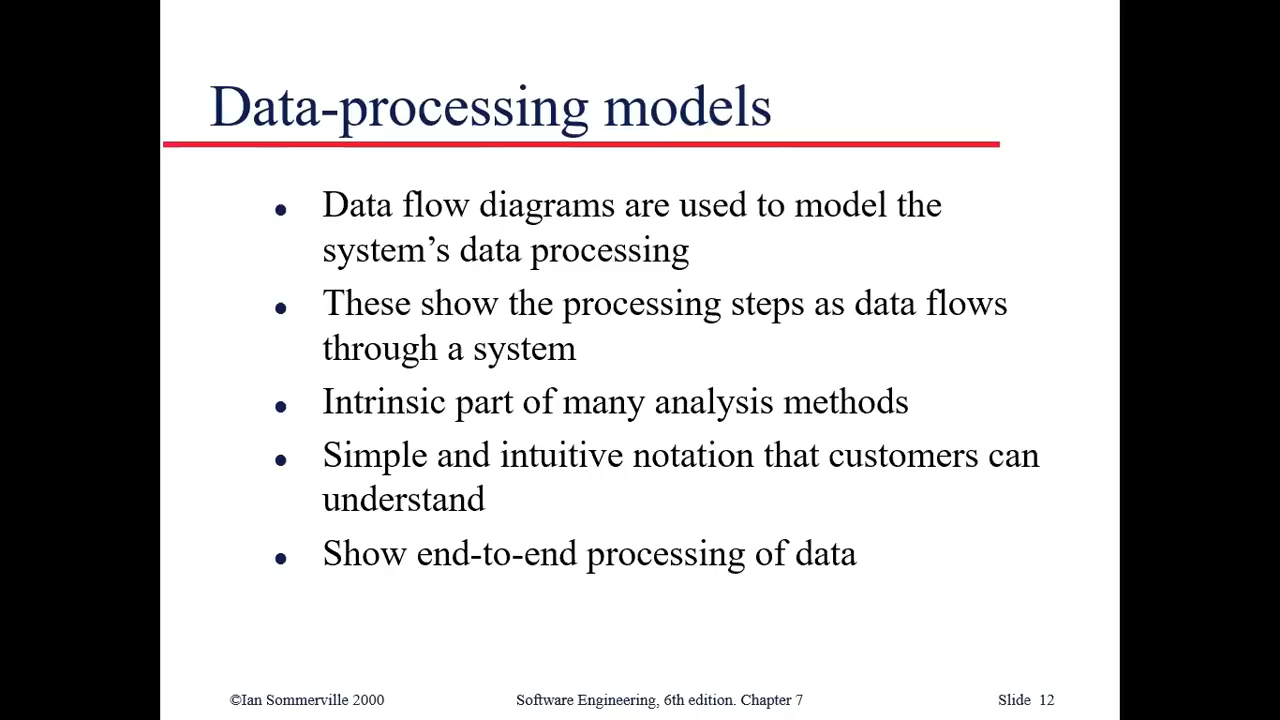 Data-processing models
● Data flow diagrams are used to model the
system’s data processing
● These show the processing steps as data flows
through a system
● Intrinsic part of many analysis methods
● Simple and intuitive notation that customers can
understand
● Show end-to-end processing of data
©Ian Sommerville 2000 Software Engineering, 6th edition. Chapter 7 Slide 12